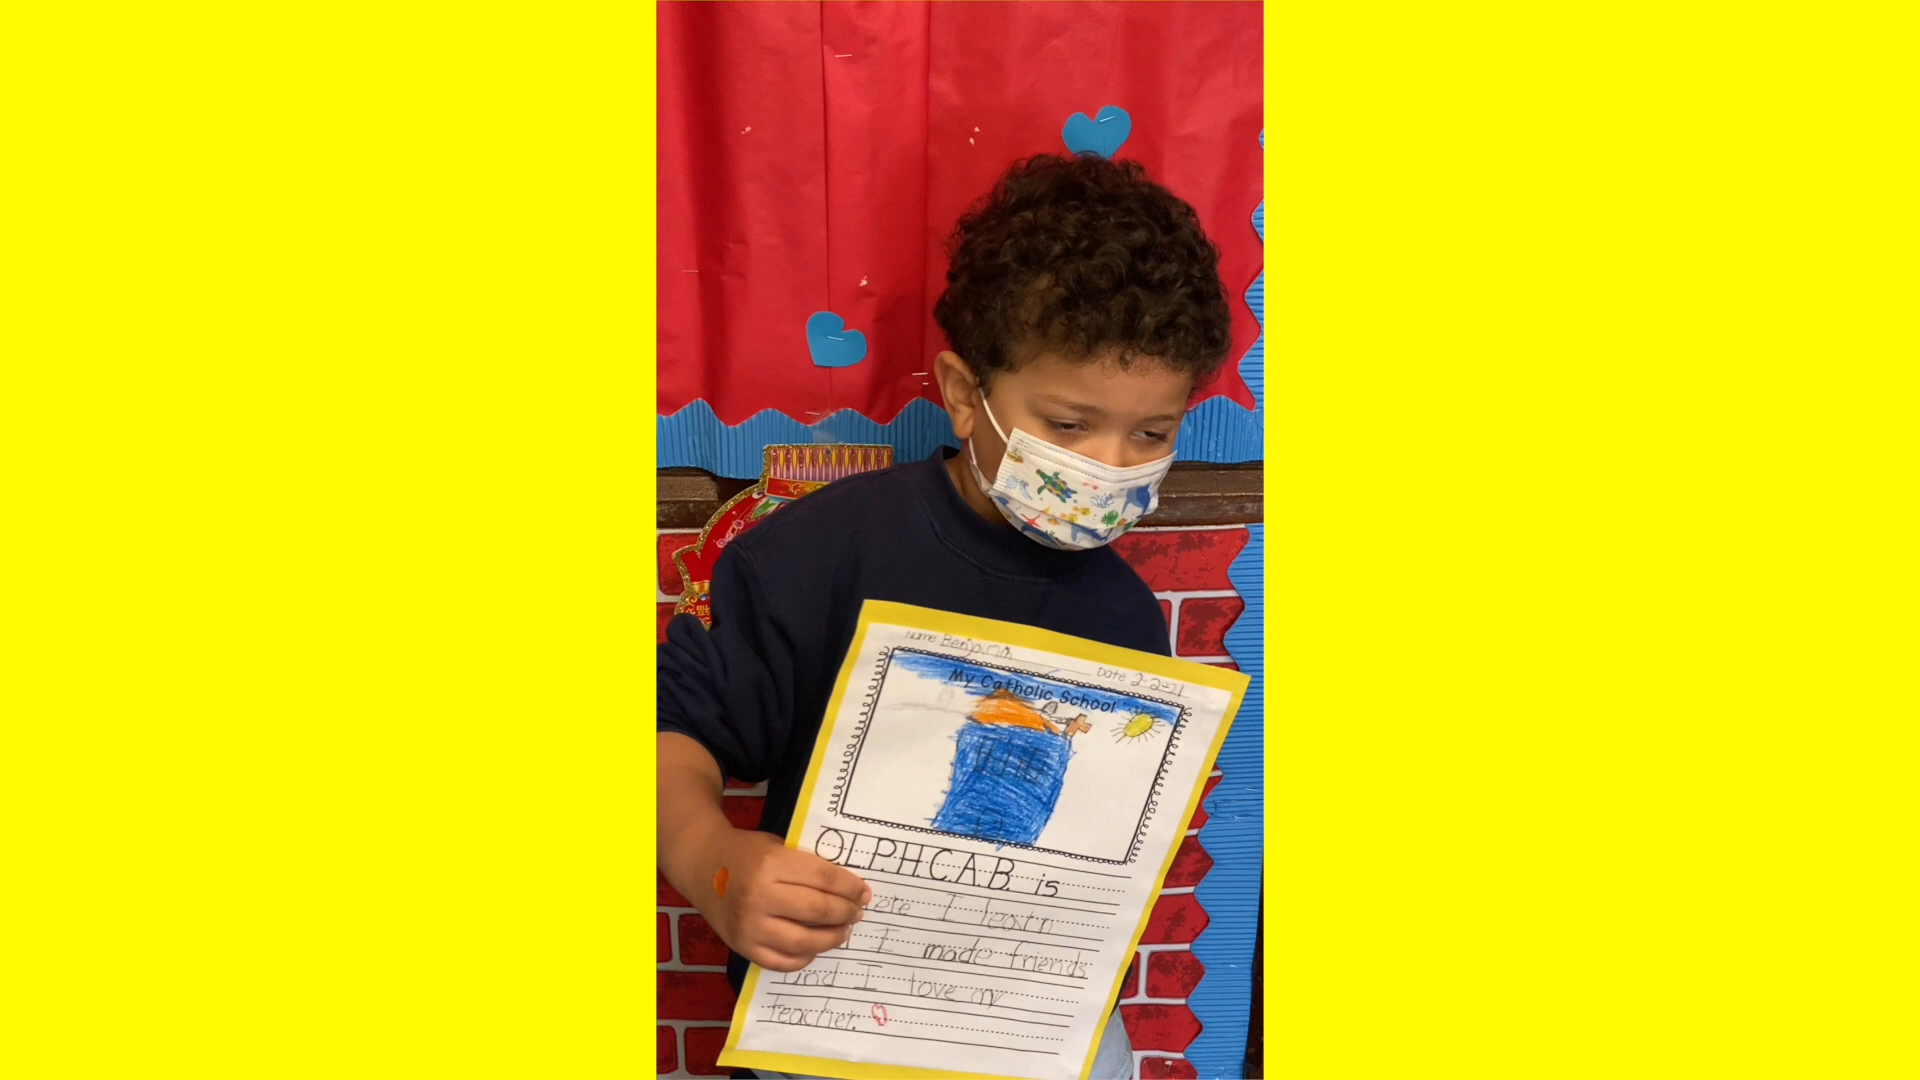 Name Benjamin
Date 2-2-21
My Catholic School
O.L.P.H.C.A.B. is
I learn
I made friends
and I love my
teacher.